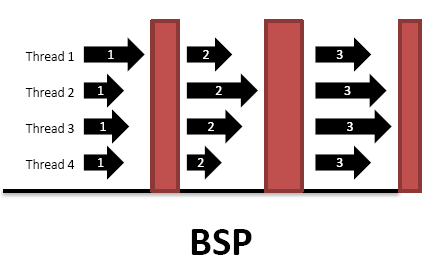 Thread 1 1 2 3
Thread 2 1 2 3
Thread 3 1 2 3
Thread 4 1 2 3
BSP